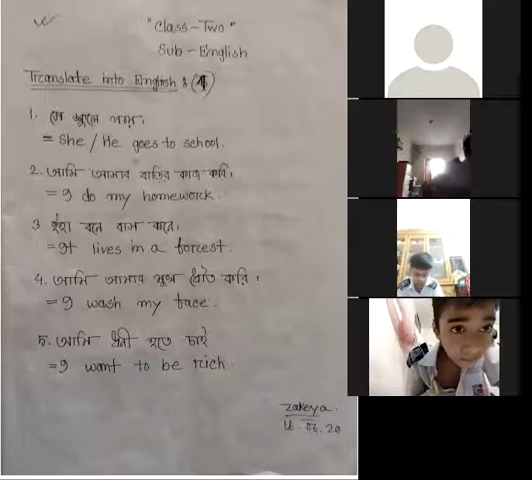 "Class-Two"
Sub-English
Translate into English :
1. সে স্কুলে যায়।
= She / He goes to school.
2. আমি আমার বাড়ির কাজ করি।
= I do my homework.
3 ইহা বনে বাস করে।
= It lives in a forest.
4. আমি আমার মুখ ধৌত করি।
= I wash my face.
৫. আমি ধনী হতে চাই
= I want to be rich.
Zakeya.
16.06.20